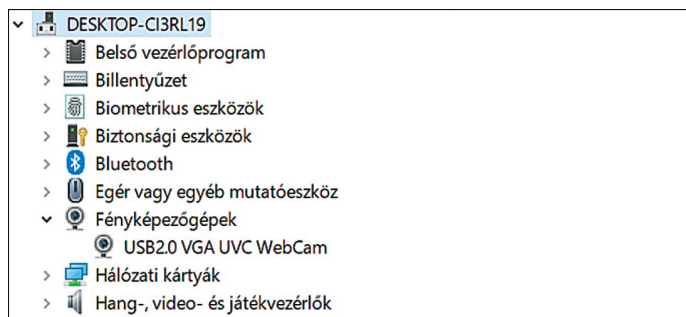 DESKTOP-CI3RL19
Belső vezérlőprogram
Billentyűzet
Biometrikus eszközök
Biztonsági eszközök
Bluetooth
Egér vagy egyéb mutatóeszköz
Fényképezőgépek
USB2.0 VGA UVC WebCam
Hálózati kártyák
Hang-, video- és játékvezérlők